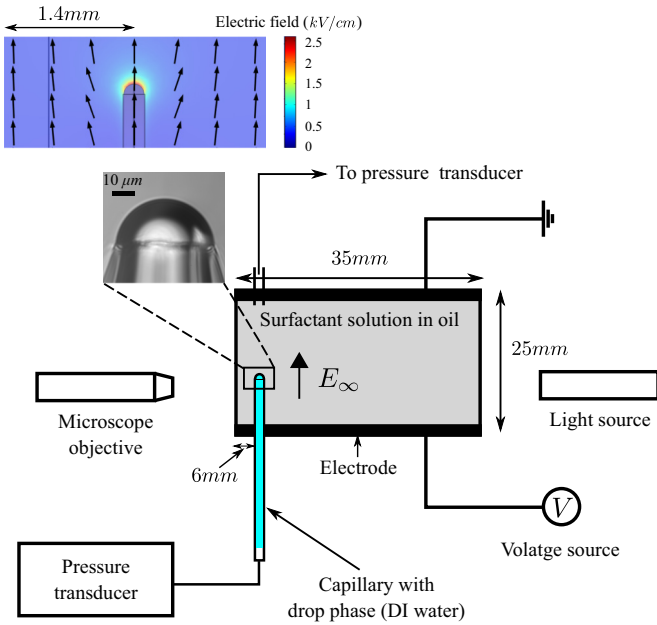 1.4mm
Electric field (kV/cm)
2.5
2
1.5
1
0.5
0
To pressure transducer
10 μm
35mm
Surfactant solution in oil
E∞
25mm
Microscope
objective
Light source
6mm
Electrode
V
Volatge source
Pressure
transducer
Capillary with
drop phase (DI water)